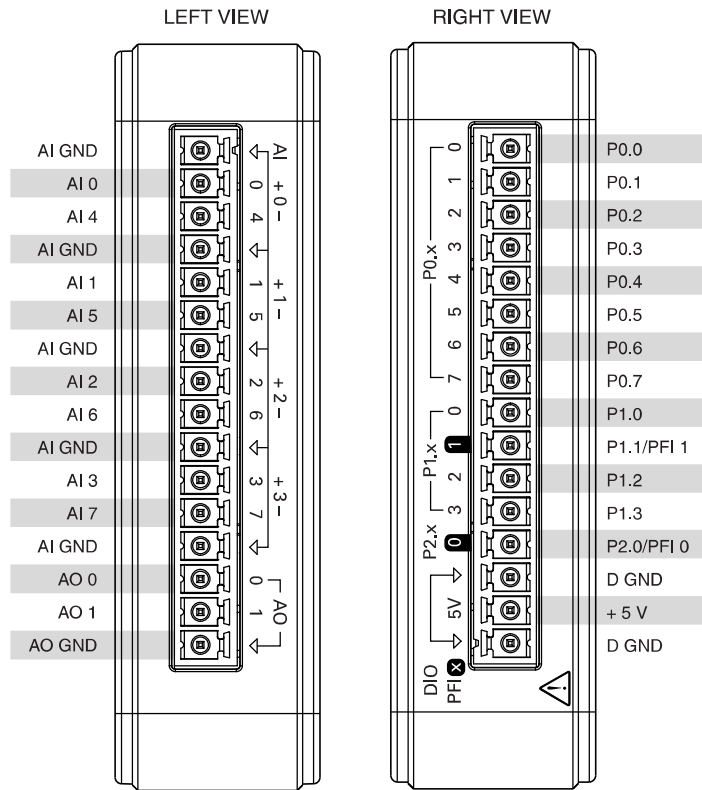 LEFT VIEW
AI GND
AI 0
AI 4
AI GND
AI 1
AI 5
AI GND
AI 2
AI 6
AI GND
AI 3
AI 7
AI GND
AO 0
AO 1
AO GND
AI
0
4
1
5
2
6
3
7
0
1
+ 0 –
+ 1 –
+ 2 –
+ 3 –
AO
RIGHT VIEW
P0.x
0
1
2
3
4
5
6
7
P1.x
0
1
2
3
P2.x
0
5V
DIO
PFI x
P0.0
P0.1
P0.2
P0.3
P0.4
P0.5
P0.6
P0.7
P1.0
P1.1/PFI 1
P1.2
P1.3
P2.0/PFI 0
D GND
+ 5 V
D GND